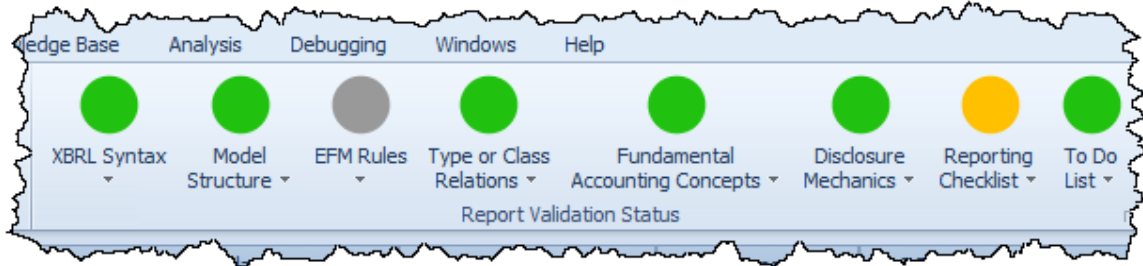 ledge Base Analysis Debugging Windows Help
XBRL Syntax Model Structure EFM Rules Type or Class Relations Fundamental Accounting Concepts Disclosure Mechanics Reporting Checklist To Do List
Report Validation Status